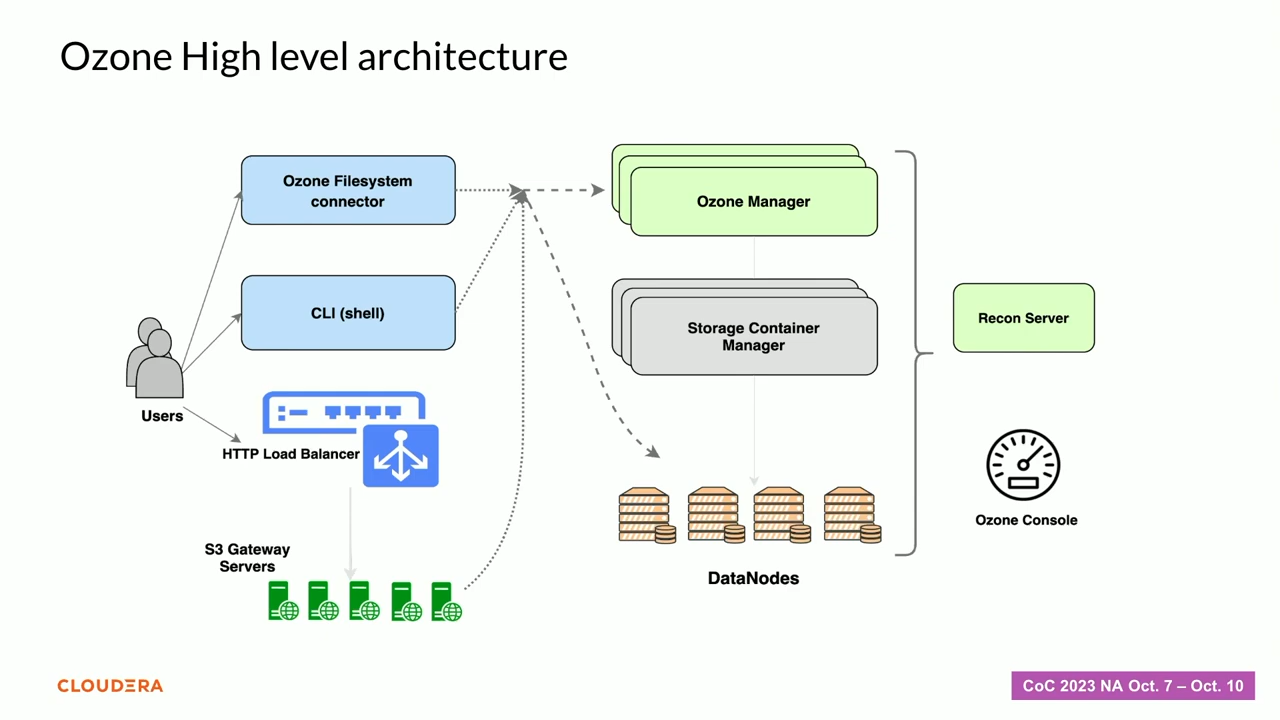 Ozone High level architecture
Ozone Filesystem
connector
CLI (shell)
Users
HTTP Load Balancer
S3 Gateway
Servers
Ozone Manager
Storage Container
Manager
DataNodes
Recon Server
Ozone Console
CLOUDERA
CoC 2023 NA Oct. 7 – Oct. 10